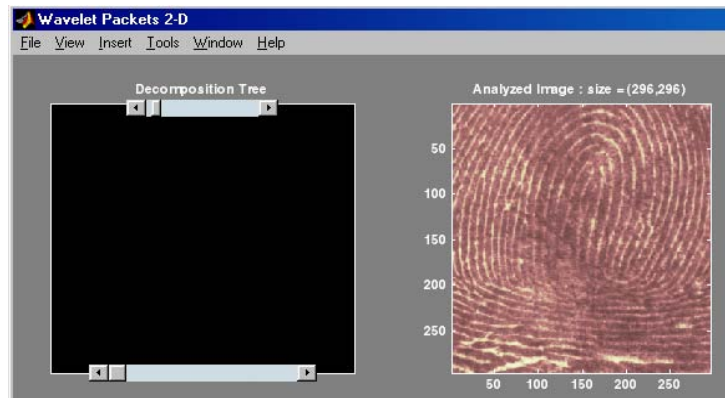 Wavelet Packets 2-D
File View Insert Tools Window Help
Decomposition Tree
Analyzed Image : size = (296,296)
50
100
150
200
250
50 100 150 200 250